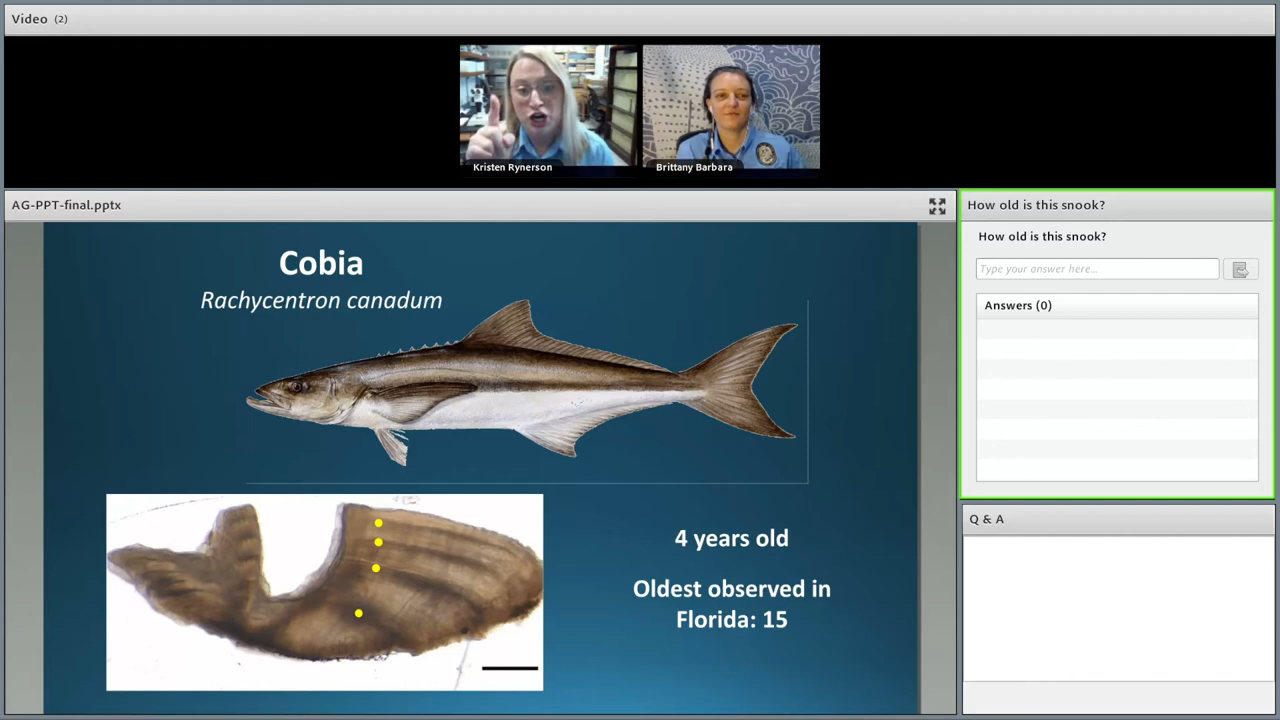 Video (2)
Kristen Rynerson
Brittany Barbara
AG-PPT-final.pptx
Cobia
Rachycentron canadum
4 years old
Oldest observed in
Florida: 15
How old is this snook?
How old is this snook?
Type your answer here...
Answers (0)
Q & A